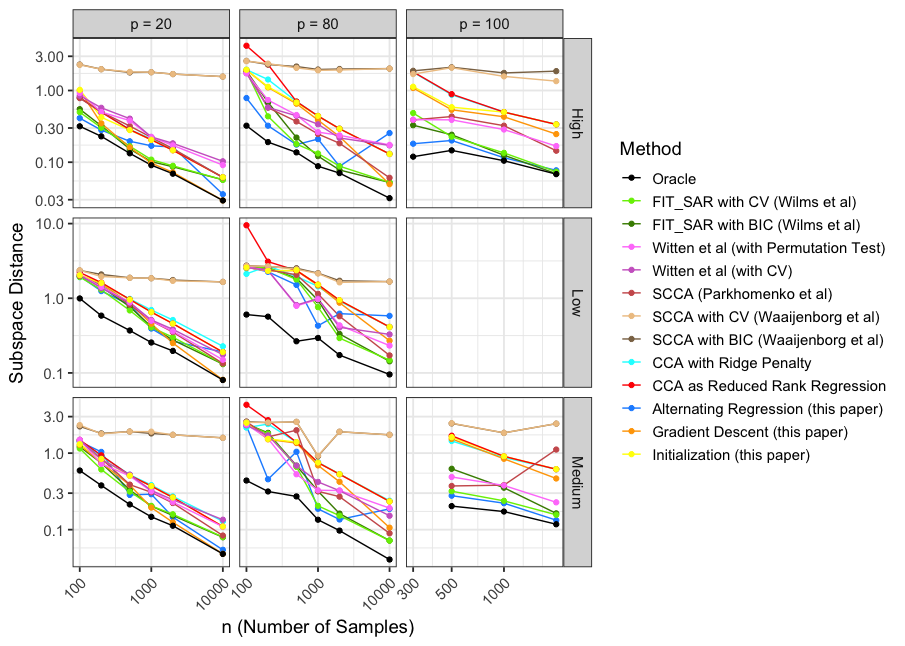 p = 20
p = 80
p = 100
3.00
1.00
0.30
0.10
0.03
High
10.0
1.0
0.1
Low
3.0
1.0
0.3
0.1
Medium
100
1000
10000
100
1000
10000
300
500
1000
n (Number of Samples)
Subspace Distance
Method
Oracle
FIT_SAR with CV (Wilms et al)
FIT_SAR with BIC (Wilms et al)
Witten et al (with Permutation Test)
Witten et al (with CV)
SCCA (Parkhomenko et al)
SCCA with CV (Waaijenborg et al)
SCCA with BIC (Waaijenborg et al)
CCA with Ridge Penalty
CCA as Reduced Rank Regression
Alternating Regression (this paper)
Gradient Descent (this paper)
Initialization (this paper)